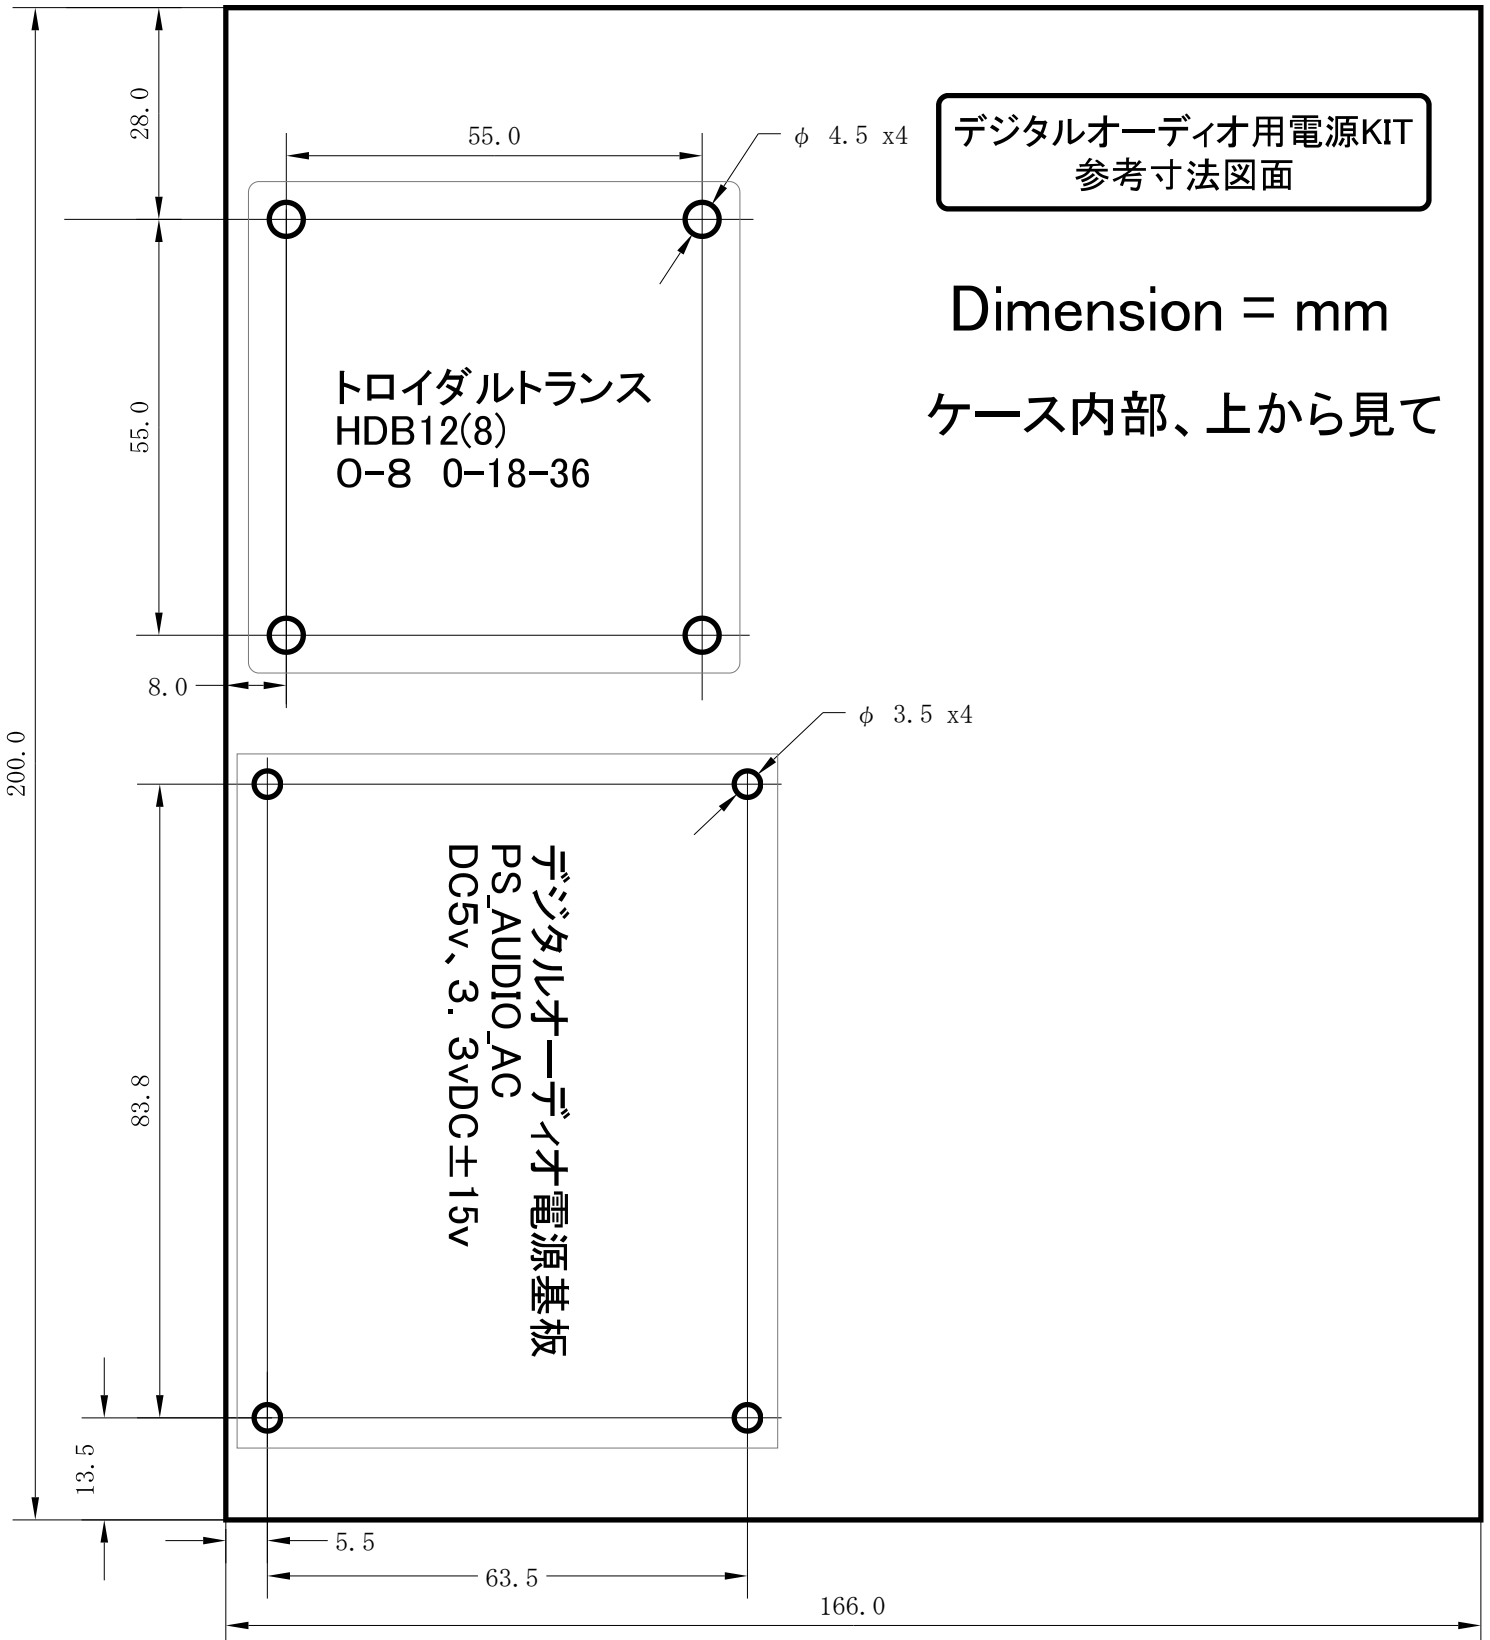 28.0
55.0
φ 4.5 x4
デジタルオーディオ用電源KIT
参考寸法図面
Dimension = mm
ケース内部、上から見て
55.0
トロイダルトランス
HDB12(8)
O-8 0-18-36
8.0
200.0
φ 3.5 x4
デジタルオーディオ電源基板
PS_AUDIO_AC
DC5v、3.3vDC±15v
83.8
13.5
5.5
63.5
166.0